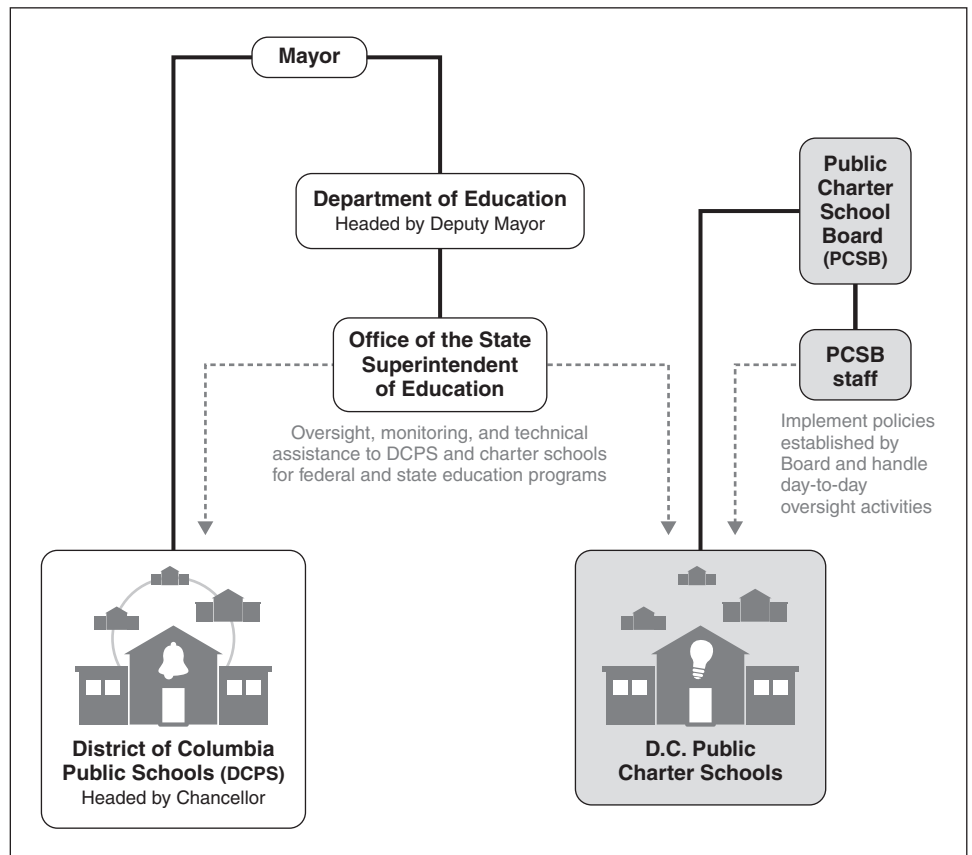 Mayor
Department of Education
Headed by Deputy Mayor
Public
Charter
School
Board
(PCSB)
Office of the State
Superintendent
of Education
PCSB
staff
Oversight, monitoring, and technical
assistance to DCPS and charter schools
for federal and state education programs
Implement policies
established by
Board and handle
day-to-day
oversight activities
District of Columbia
Public Schools (DCPS)
Headed by Chancellor
D.C. Public
Charter Schools